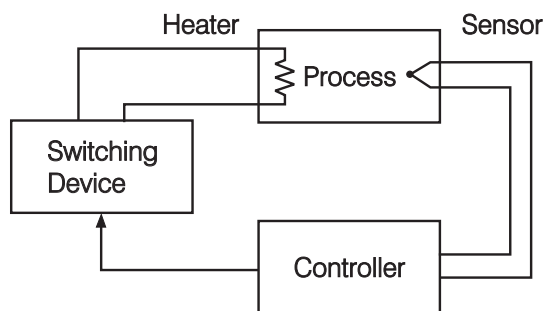 Heater
Sensor
Process
Switching
Device
Controller